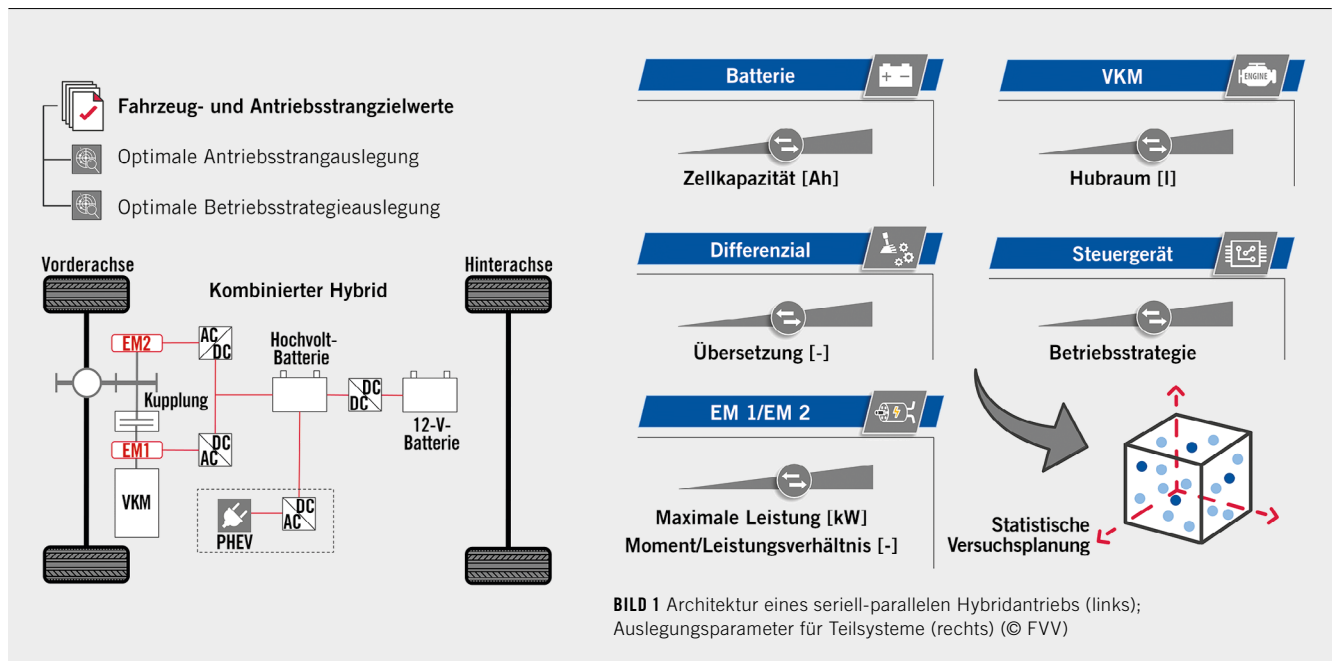 Fahrzeug- und Antriebsstrangzielwerte
Optimale Antriebsstrangauslegung
Optimale Betriebsstrategieauslegung
Vorderachse
Hinterachse
Kombinierter Hybrid
EM2
AC
DC
Hochvolt-
Batterie
DC
DC
12-V-
Batterie
Kupplung
EM1
DC
AC
VKM
PHEV
DC
AC
Batterie
+ −
Zellkapazität [Ah]
VKM
ENGINE
Hubraum [l]
Differenzial
Übersetzung [-]
Steuergerät
Betriebsstrategie
EM 1/EM 2
Maximale Leistung [kW]
Moment/Leistungsverhältnis [-]
Statistische
Versuchsplanung
BILD 1 Architektur eines seriell-parallelen Hybridantriebs (links);
Auslegungsparameter für Teilsysteme (rechts) (© FVV)